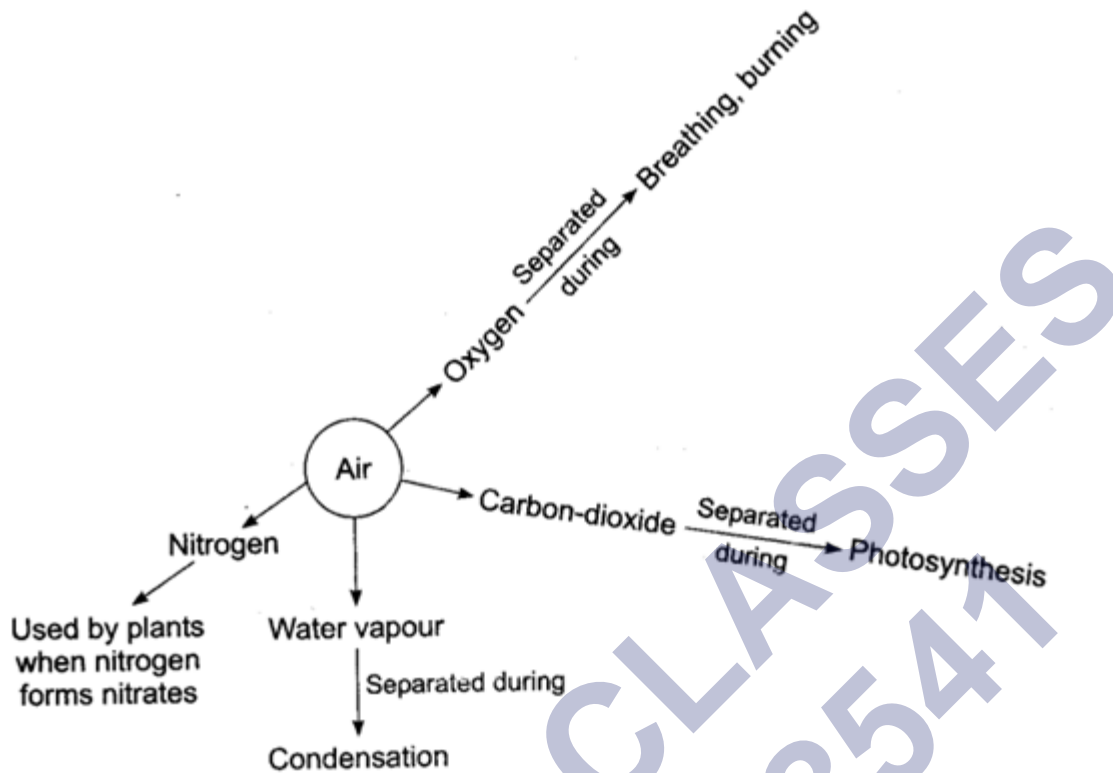 Breathing, burning
Separated
during
Oxygen
Air
Carbon-dioxide
Separated
during
Photosynthesis
Nitrogen
Used by plants
when nitrogen
forms nitrates
Water vapour
Separated during
Condensation
CLASSES
3541